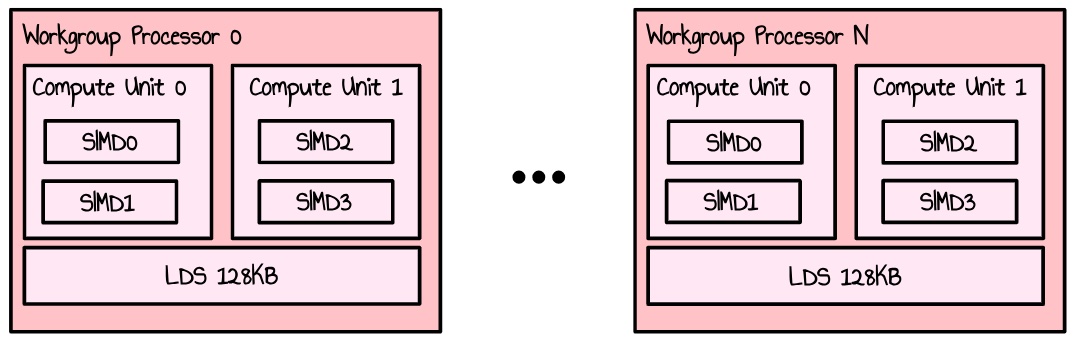 Workgroup Processor 0
Compute Unit 0
SIMD0
SIMD1
Compute Unit 1
SIMD2
SIMD3
LDS 128KB
...
Workgroup Processor N
Compute Unit 0
SIMD0
SIMD1
Compute Unit 1
SIMD2
SIMD3
LDS 128KB